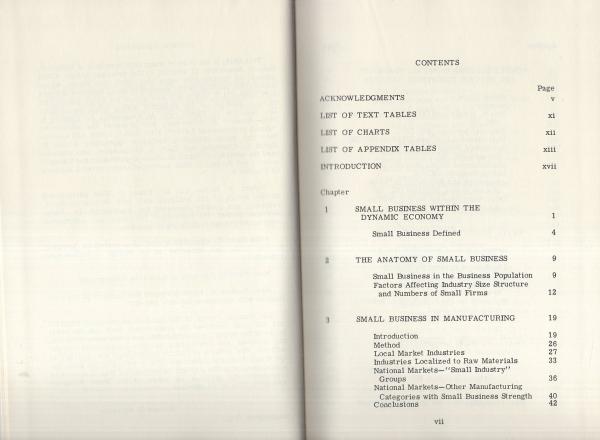 CONTENTS
Page
ACKNOWLEDGMENTS v
LIST OF TEXT TABLES xi
LIST OF CHARTS xii
LIST OF APPENDIX TABLES xiii
INTRODUCTION xvii
Chapter
1 SMALL BUSINESS WITHIN THE
DYNAMIC ECONOMY 1
Small Business Defined 4
2 THE ANATOMY OF SMALL BUSINESS 9
Small Business in the Business Population 9
Factors Affecting Industry Size Structure
and Numbers of Small Firms 12
3 SMALL BUSINESS IN MANUFACTURING 19
Introduction 19
Method 26
Local Market Industries 27
Industries Localized to Raw Materials 33
National Markets—"Small Industry"
Groups 36
National Markets—Other Manufacturing
Categories with Small Business Strength 40
Conclusions 42
vii